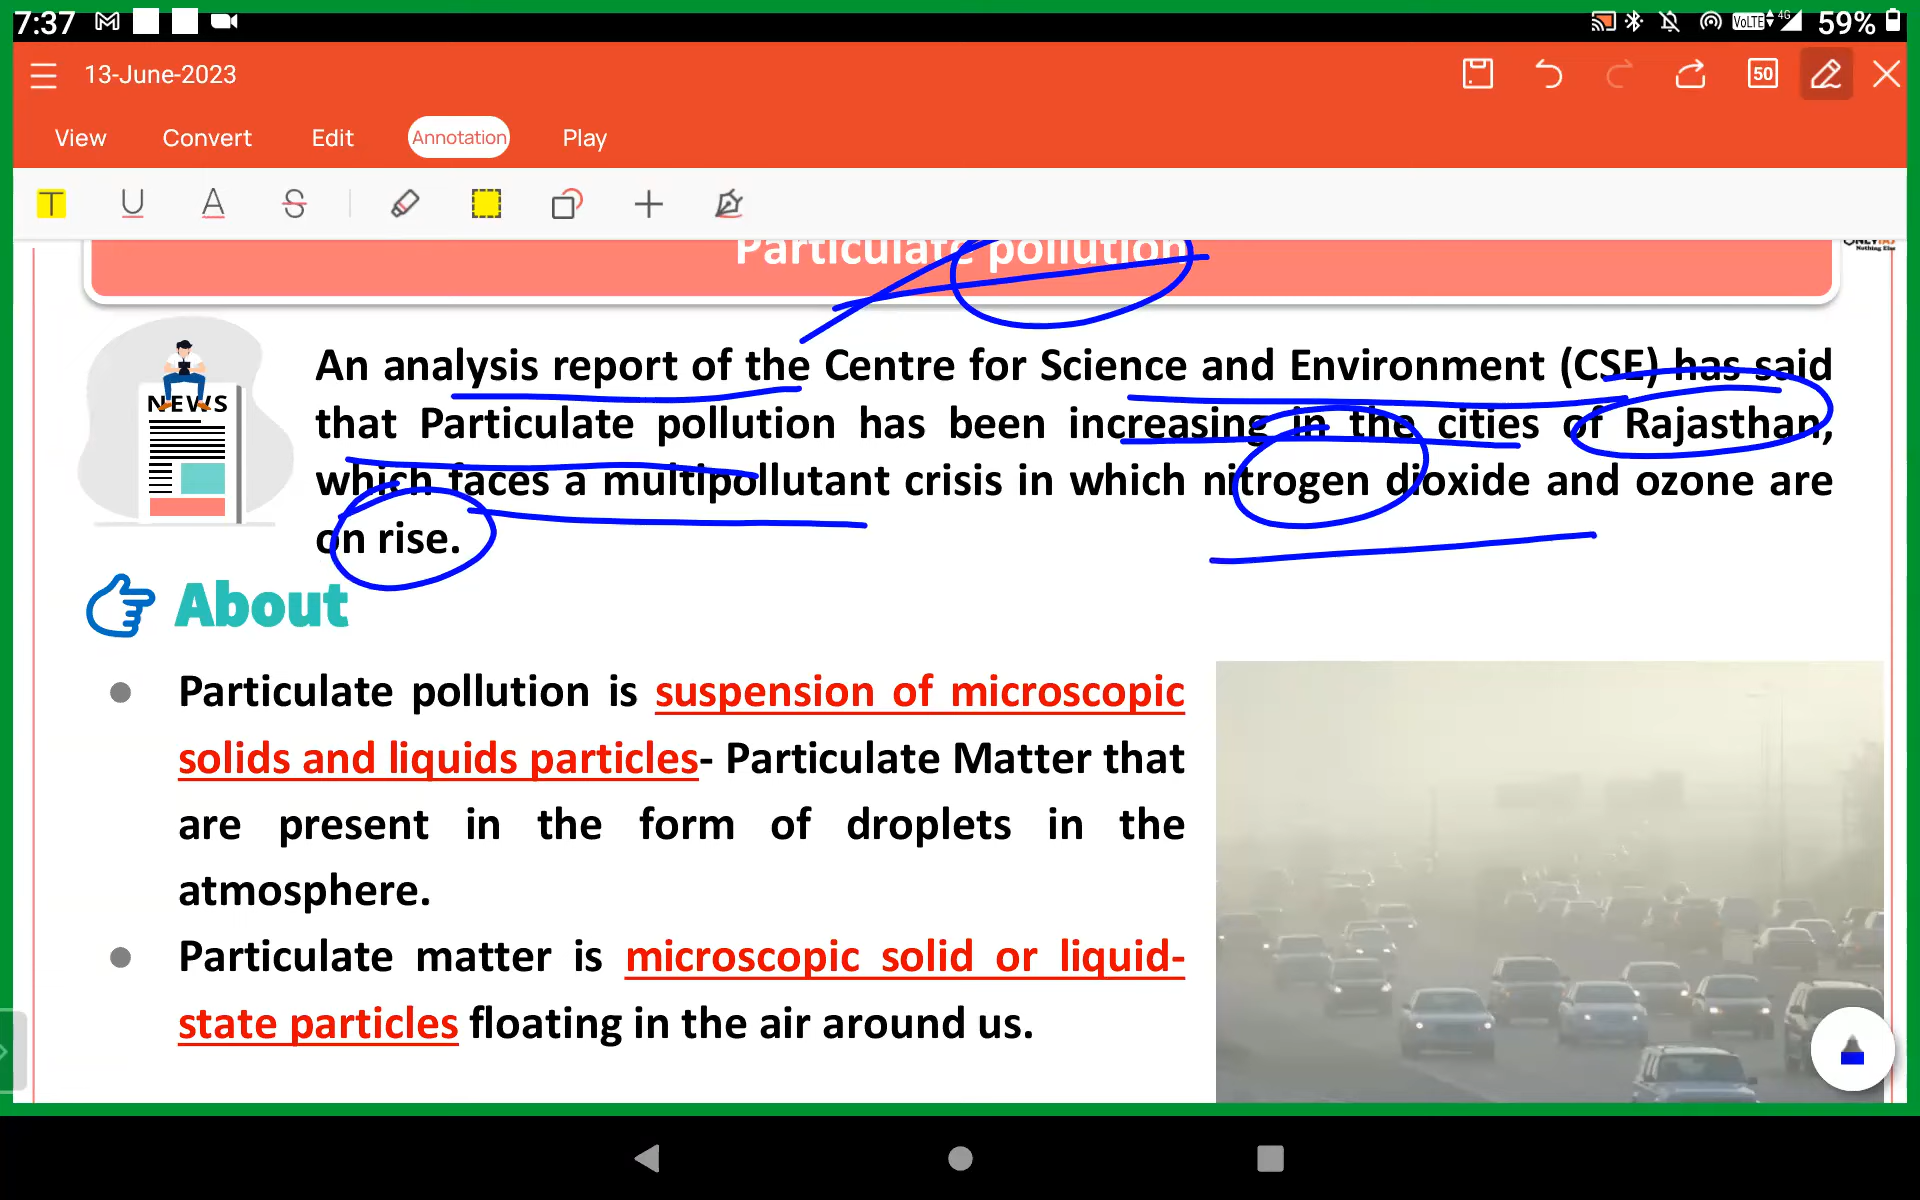 7:37
VoLTE 4G 59%
13-June-2023
50
View Convert Edit Annotation Play
T U A S
Particulate pollution
Nothing Else
An analysis report of the Centre for Science and Environment (CSE) has said
that Particulate pollution has been increasing in the cities of Rajasthan,
which faces a multipollutant crisis in which nitrogen dioxide and ozone are
on rise.
NEWS
About
Particulate pollution is suspension of microscopic
solids and liquids particles- Particulate Matter that
are present in the form of droplets in the
atmosphere.
Particulate matter is microscopic solid or liquid-
state particles floating in the air around us.